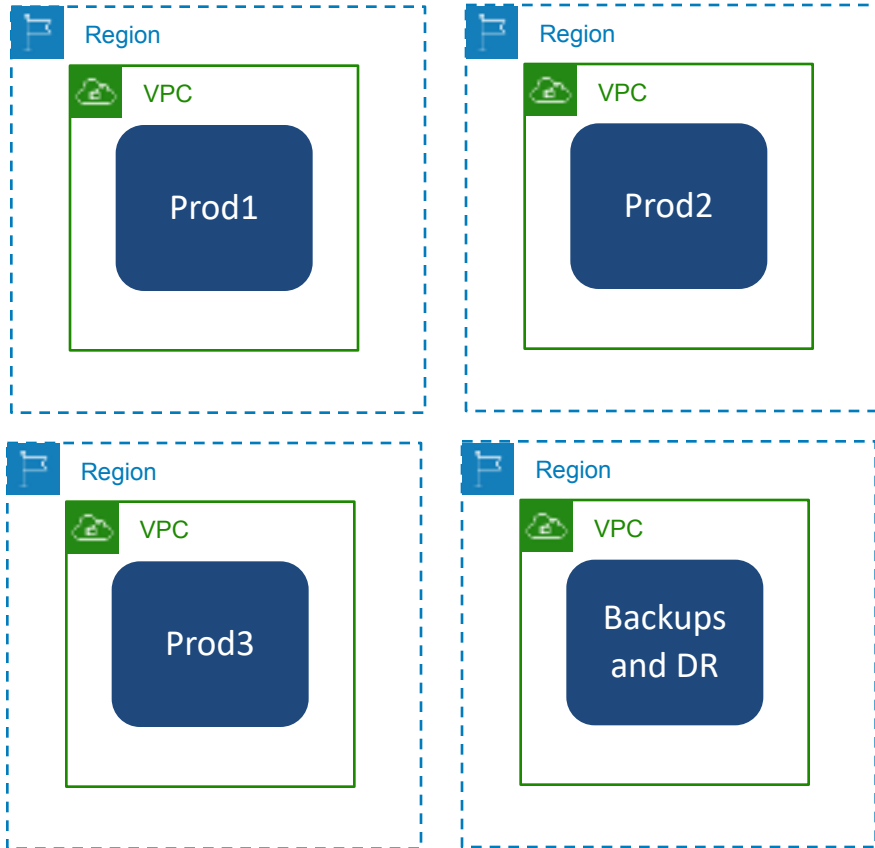 Region
VPC
Prod1
Region
VPC
Prod2
Region
VPC
Prod3
Region
VPC
Backups
and DR